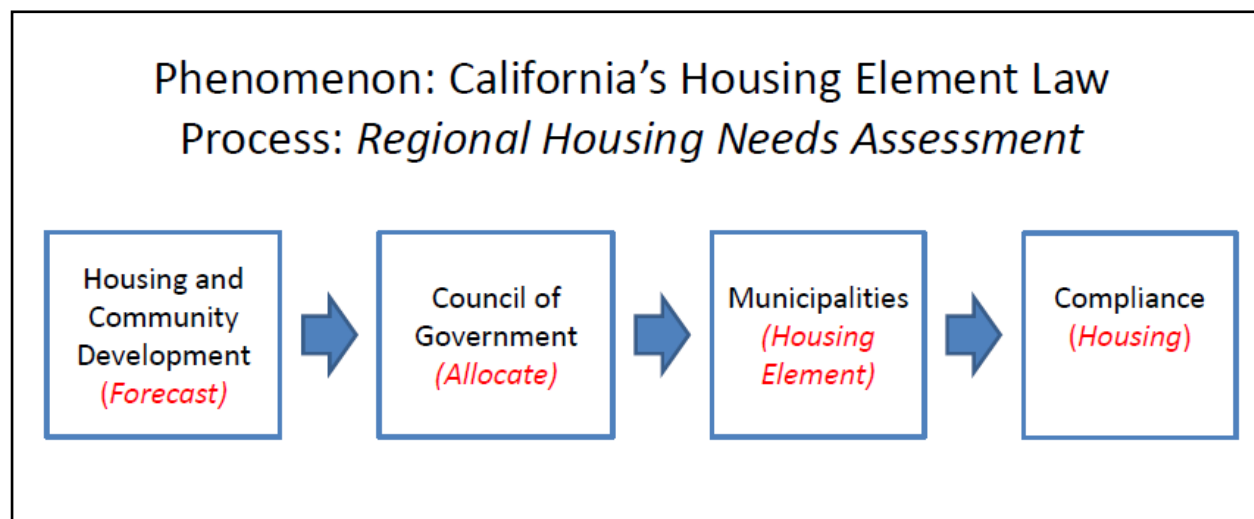 Phenomenon: California's Housing Element Law
Process: Regional Housing Needs Assessment
Housing and
Community
Development
(Forecast)
Council of
Government
(Allocate)
Municipalities
(Housing
Element)
Compliance
(Housing)